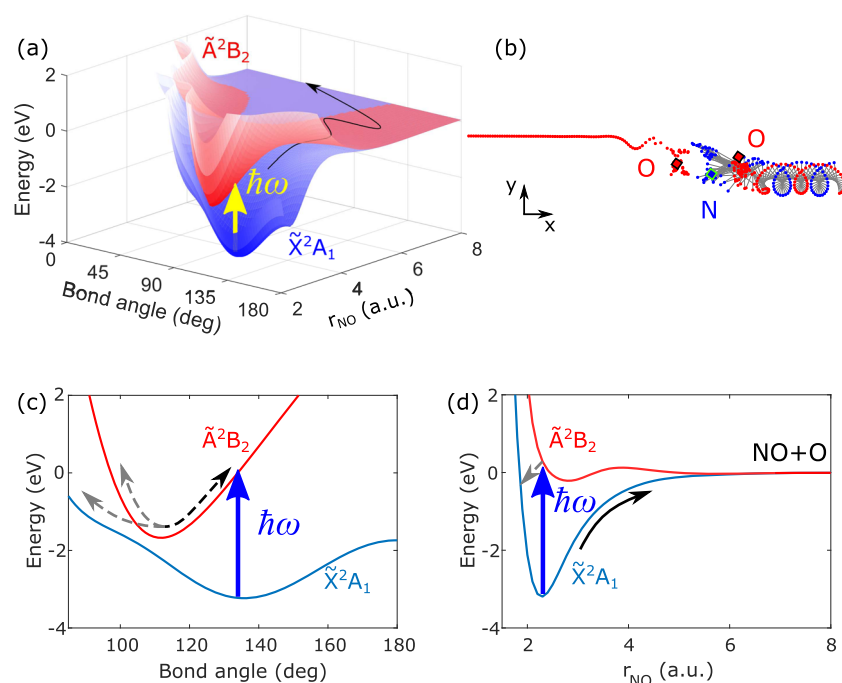 (a)
Ã²B₂
2
0
-2
-4
Energy (eV)
ħω
X̃²A₁
0
45
90
135
180
Bond angle (deg)
2
4
6
8
r_NO (a.u.)
(b)
O
O
N
y
x
(c)
2
0
-2
-4
Energy (eV)
Ã²B₂
ħω
X̃²A₁
100 120 140 160 180
Bond angle (deg)
(d)
2
0
-2
-4
Energy (eV)
Ã²B₂
NO+O
ħω
X̃²A₁
2 4 6 8
r_NO (a.u.)